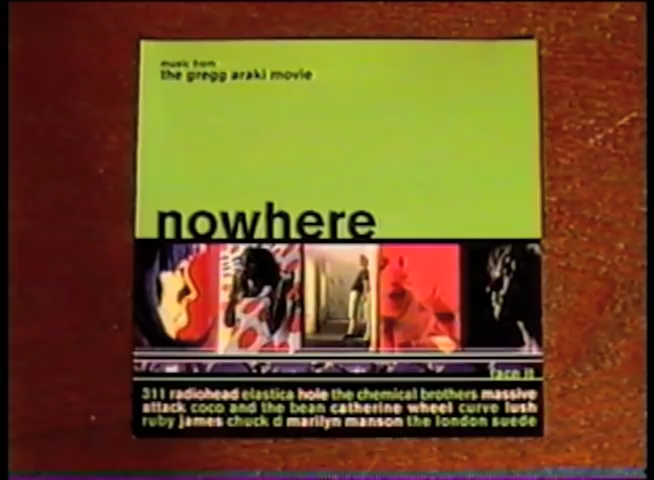 music from
the gregg araki movie
nowhere
face it
311 radiohead elastica hole the chemical brothers massive
attack coco and the bean catherine wheel curve lush
ruby james chuck d marilyn manson the london suede